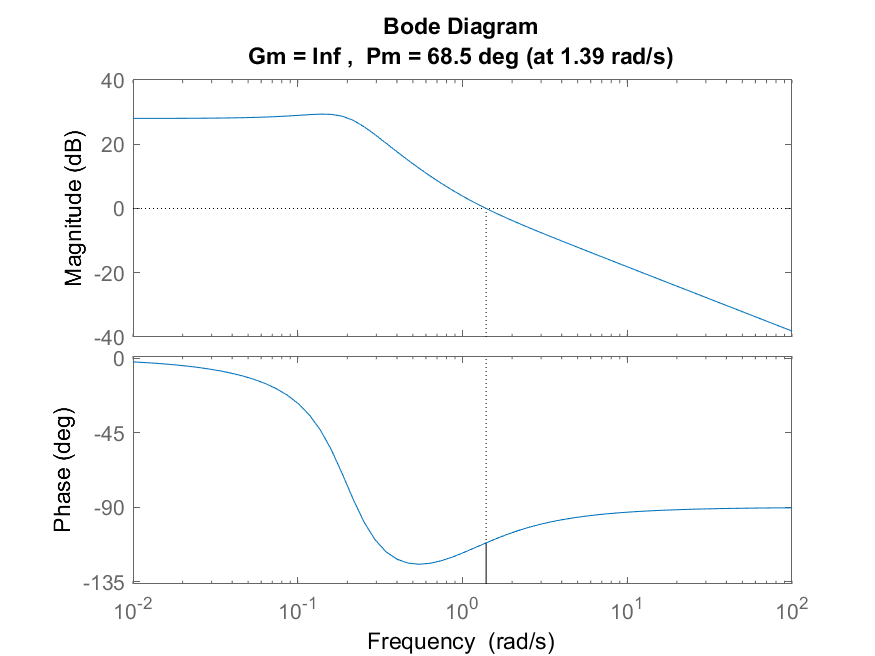 Bode Diagram
Gm = Inf ,  Pm = 68.5 deg (at 1.39 rad/s)
40
20
0
-20
-40
Magnitude (dB)
0
-45
-90
-135
Phase (deg)
10^-2 10^-1 10^0 10^1 10^2
Frequency  (rad/s)